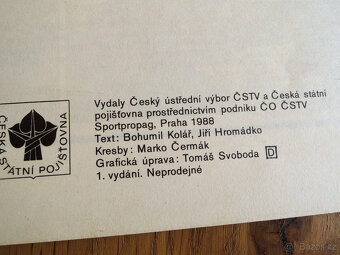 Vydaly Český ústřední výbor ČSTV a Česká státní
pojišťovna prostřednictvím podniku ČO ČSTV
Sportpropag, Praha 1988
Text: Bohumil Kolář, Jiří Hromádko
Kresby: Marko Čermák
Grafická úprava: Tomáš Svoboda D
1. vydání. Neprodejné
ČESKÁ STÁTNÍ POJIŠŤOVNA